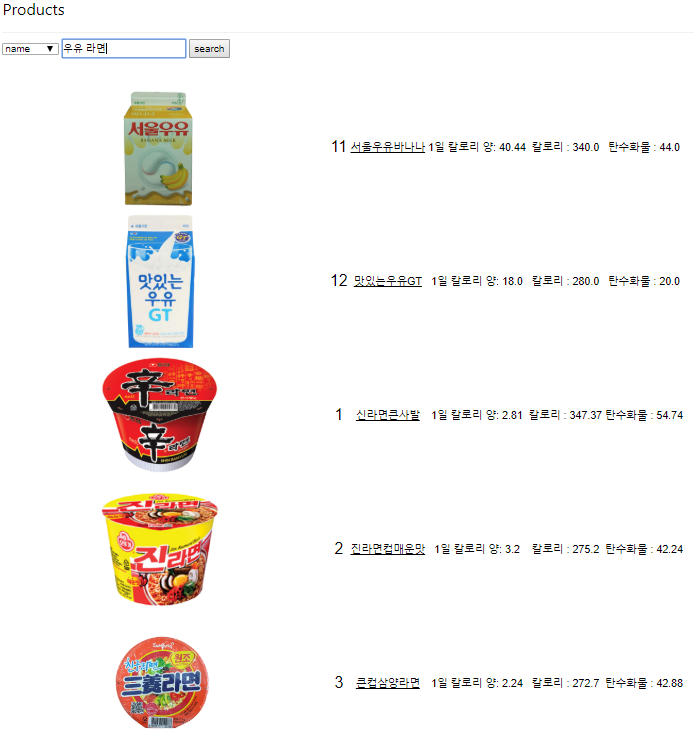 Products
name ▼ 우유 라면 search
서울우유
BANANA MILK
11 서울우유바나나 1일 칼로리 양: 40.44 칼로리 : 340.0 탄수화물 : 44.0
맛있는
우유
GT
12 맛있는우유GT 1일 칼로리 양: 18.0 칼로리 : 280.0 탄수화물 : 20.0
辛
辛라면
1 신라면큰사발 1일 칼로리 양: 2.81 칼로리 : 347.37 탄수화물 : 54.74
진라면
2 진라면컵매운맛 1일 칼로리 양: 3.2 칼로리 : 275.2 탄수화물 : 42.24
원조
三養라면
3 큰컵삼양라면 1일 칼로리 양: 2.24 칼로리 : 272.7 탄수화물 : 42.88